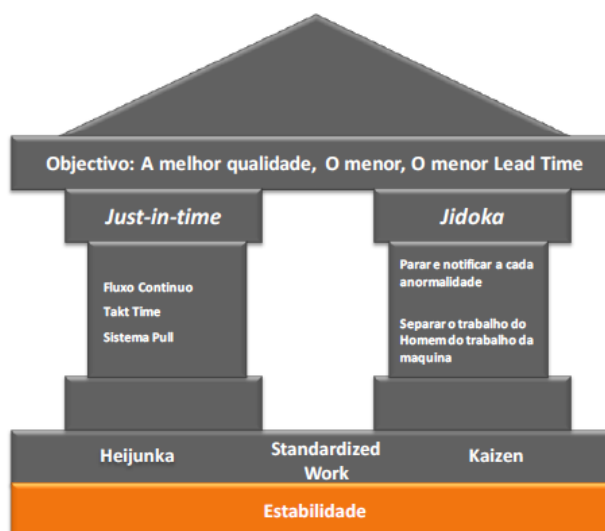 Objectivo: A melhor qualidade, O menor, O menor Lead Time
Just-in-time
Jidoka
Fluxo Continuo
Takt Time
Sistema Pull
Parar e notificar a cada
anormalidade
Separar o trabalho do
Homem do trabalho da
maquina
Heijunka
Standardized
Work
Kaizen
Estabilidade